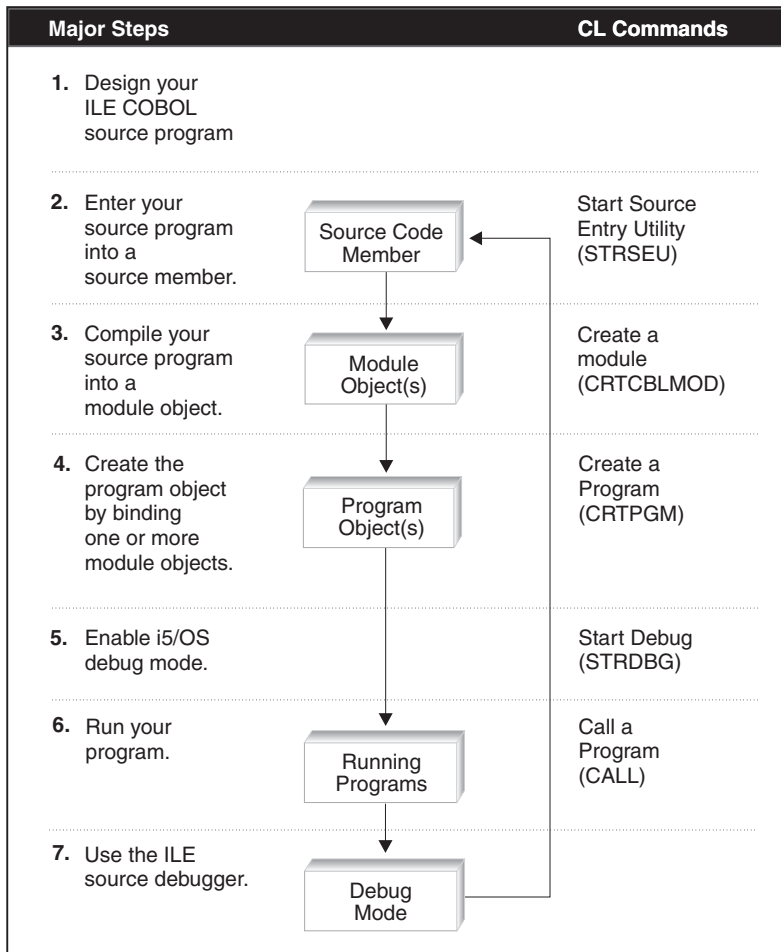 Major Steps
CL Commands
1. Design your
ILE COBOL
source program
2. Enter your
source program
into a
source member.
Source Code
Member
Start Source
Entry Utility
(STRSEU)
3. Compile your
source program
into a
module object.
Module
Object(s)
Create a
module
(CRTCBLMOD)
4. Create the
program object
by binding
one or more
module objects.
Program
Object(s)
Create a
Program
(CRTPGM)
5. Enable i5/OS
debug mode.
Start Debug
(STRDBG)
6. Run your
program.
Running
Programs
Call a
Program
(CALL)
7. Use the ILE
source debugger.
Debug
Mode